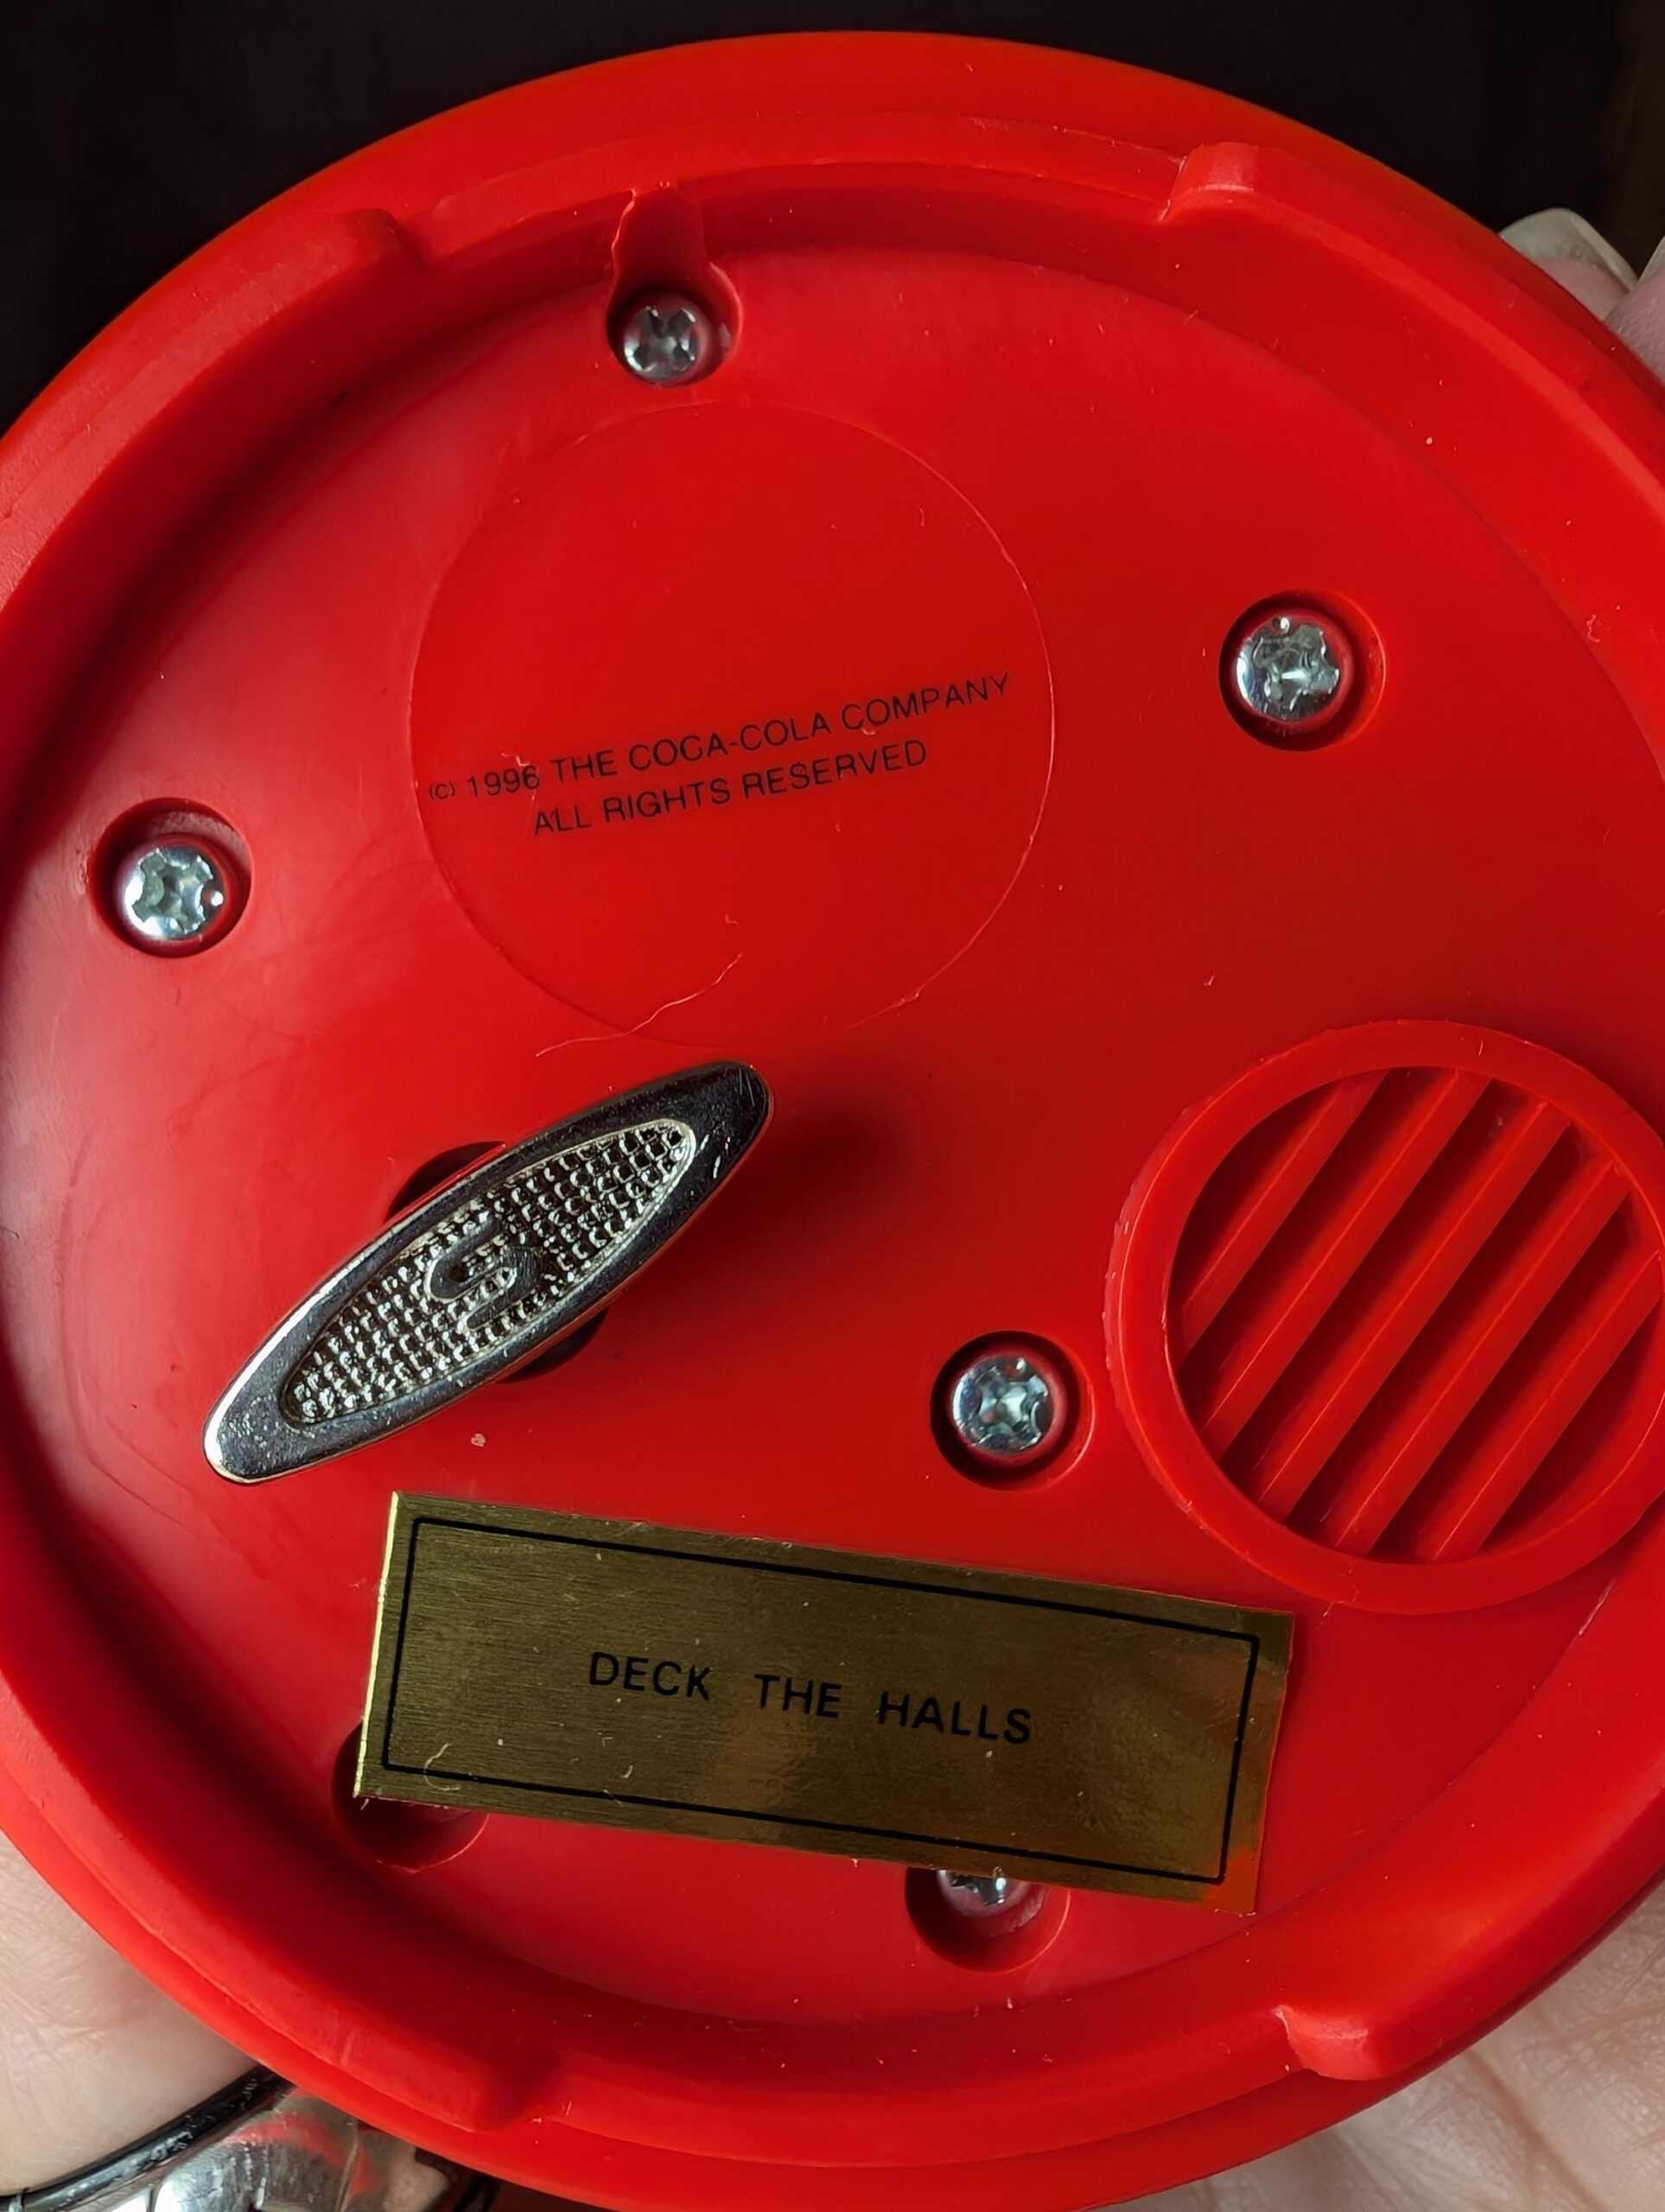 (C) 1996 THE COCA-COLA COMPANY
ALL RIGHTS RESERVED
S
DECK THE HALLS